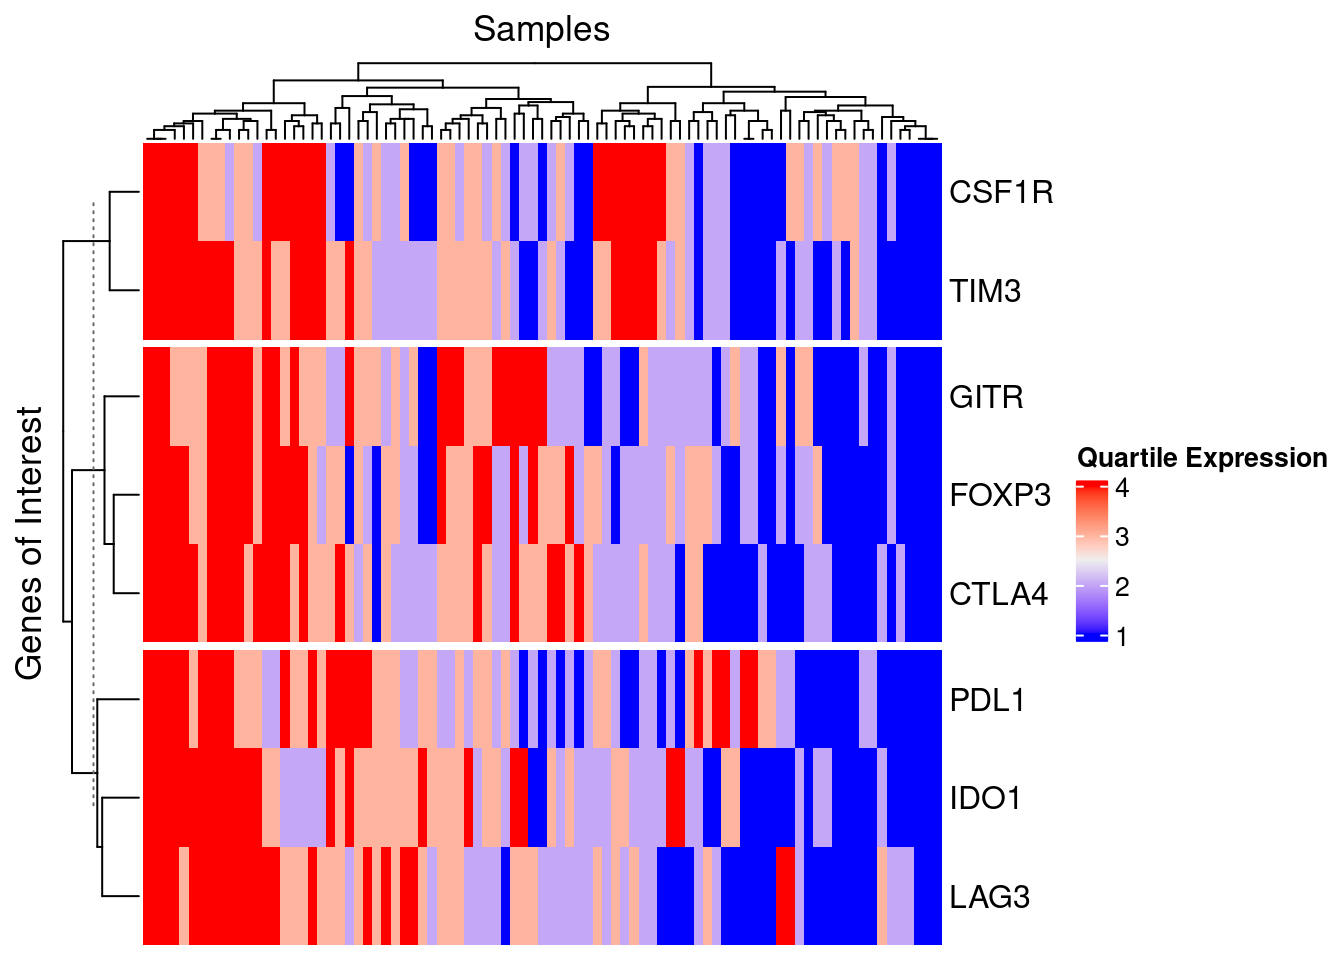 Samples
Genes of Interest
CSF1R
TIM3
GITR
FOXP3
CTLA4
PDL1
IDO1
LAG3
Quartile Expression
4
3
2
1